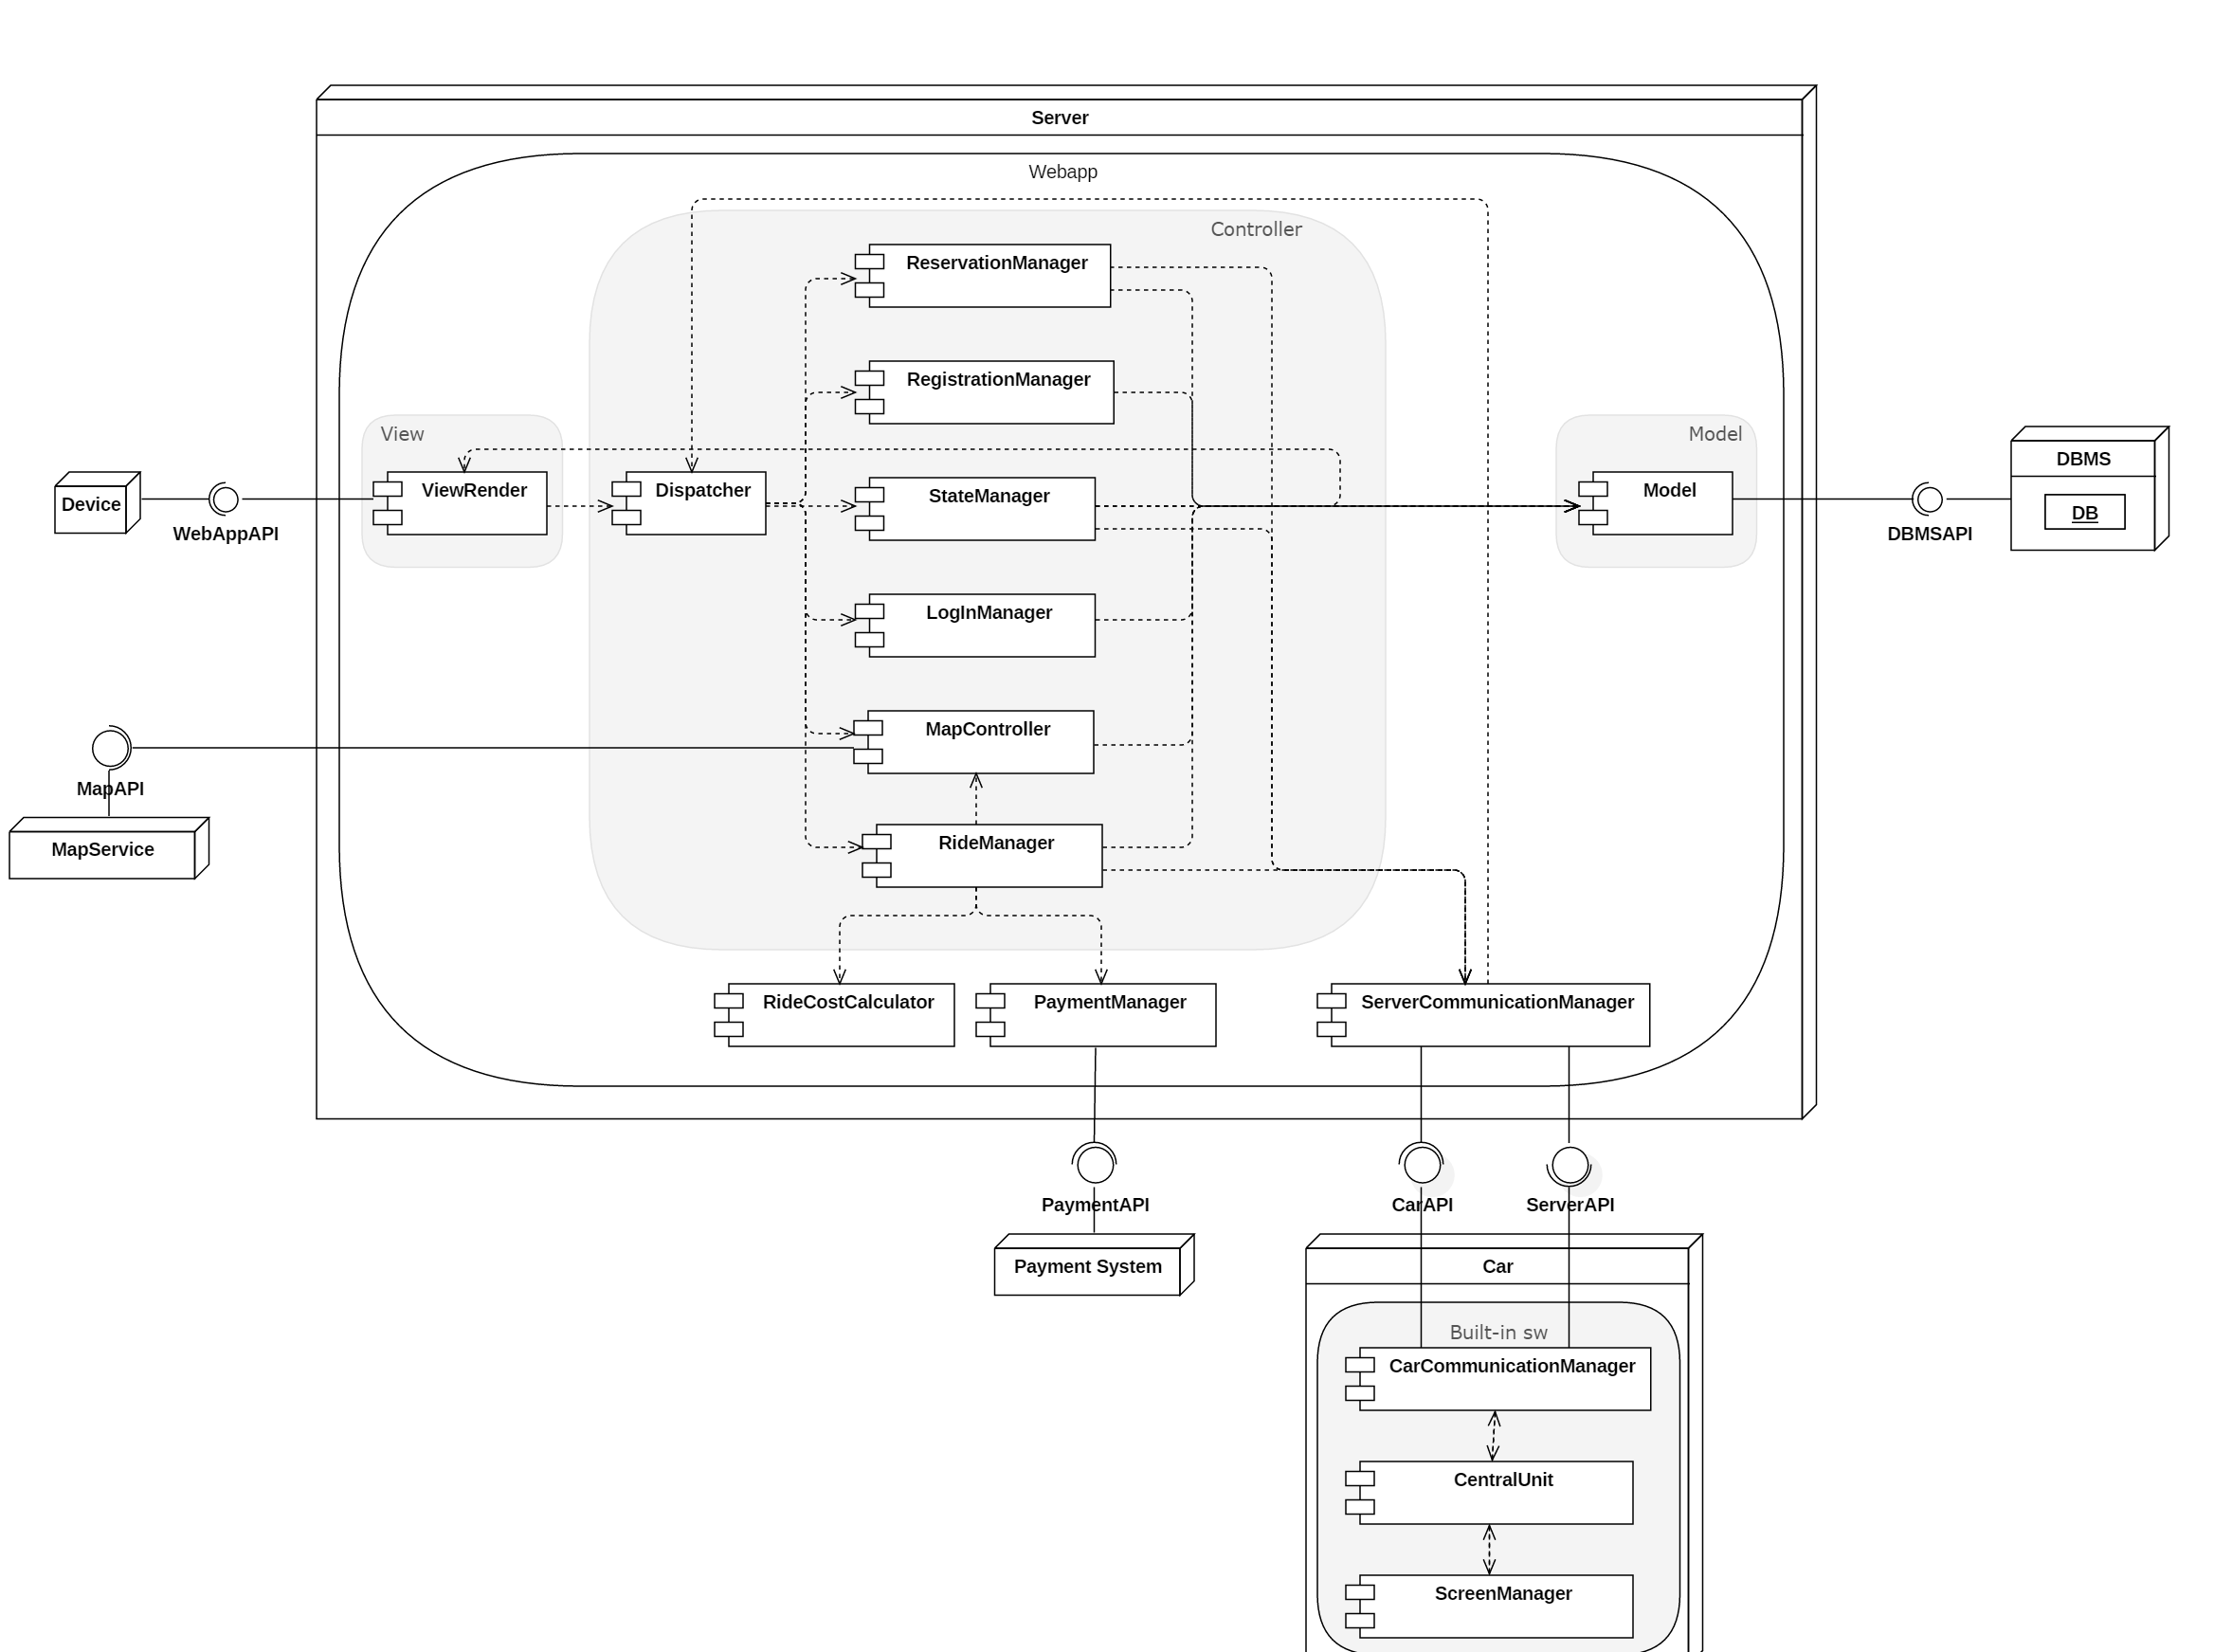 Server
Webapp
Controller
ReservationManager
RegistrationManager
View
Model
DBMS
Device
ViewRender
Dispatcher
StateManager
Model
DB
WebAppAPI
DBMSAPI
LogInManager
MapController
MapAPI
MapService
RideManager
RideCostCalculator
PaymentManager
ServerCommunicationManager
PaymentAPI
CarAPI
ServerAPI
Payment System
Car
Built-in sw
CarCommunicationManager
CentralUnit
ScreenManager